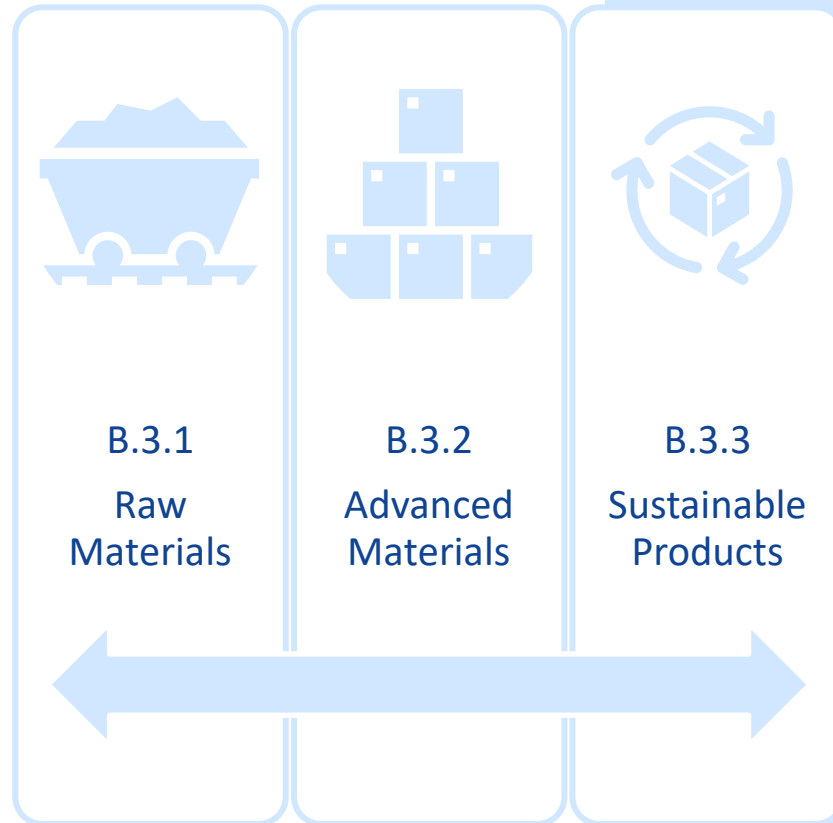 B.3.1
Raw
Materials
B.3.2
Advanced
Materials
B.3.3
Sustainable
Products